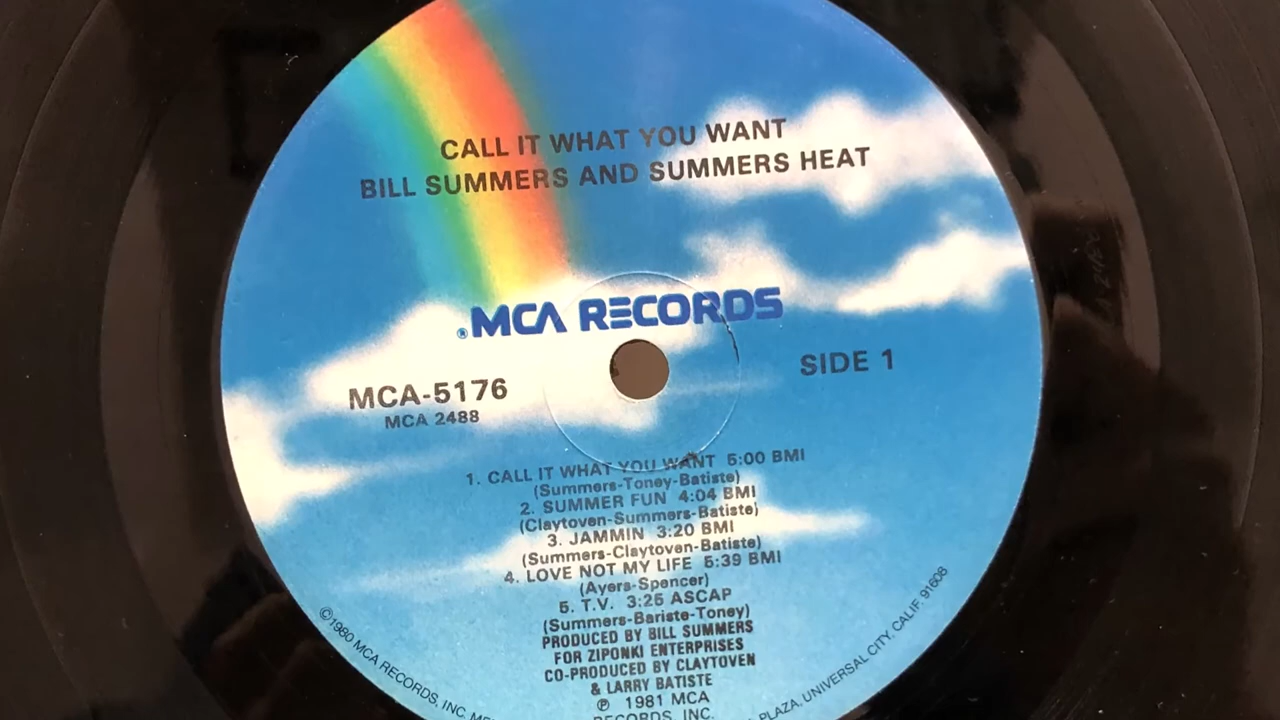 CALL IT WHAT YOU WANT
BILL SUMMERS AND SUMMERS HEAT
®MCA RECORDS
SIDE 1
MCA-5176
MCA 2488
1. CALL IT WHAT YOU WANT 5:00 BMI
(Summers-Toney-Batiste)
2. SUMMER FUN 4:04 BMI
(Claytoven-Summers-Batiste)
3. JAMMIN 3:20 BMI
(Summers-Claytoven-Batiste)
4. LOVE NOT MY LIFE 5:39 BMI
(Ayers-Spencer)
5. T.V. 3:25 ASCAP
(Summers-Bariste-Toney)
PRODUCED BY BILL SUMMERS
FOR ZIPONKI ENTERPRISES
CO-PRODUCED BY CLAYTOVEN
& LARRY BATISTE
℗ 1981 MCA
RECORDS, INC.
©1980 MCA RECORDS, INC.
PLAZA, UNIVERSAL CITY, CALIF. 91608